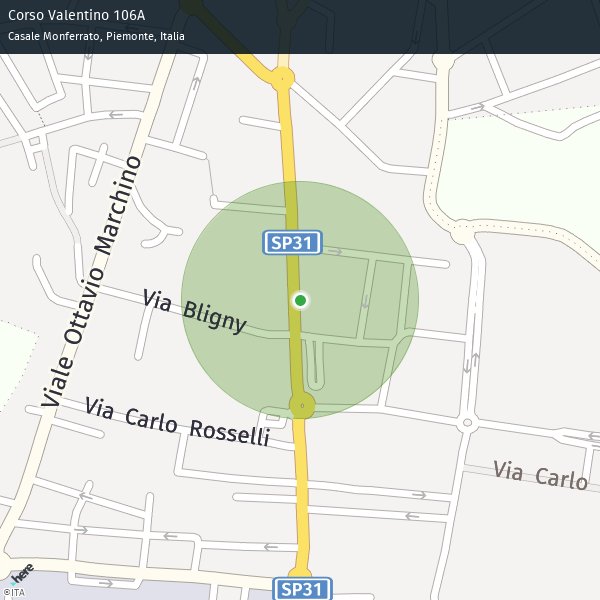 Corso Valentino 106A
Casale Monferrato, Piemonte, Italia
Viale Ottavio Marchino
SP31
Via Bligny
Via Carlo Rosselli
Via Carlo
SP31
here
©ITA